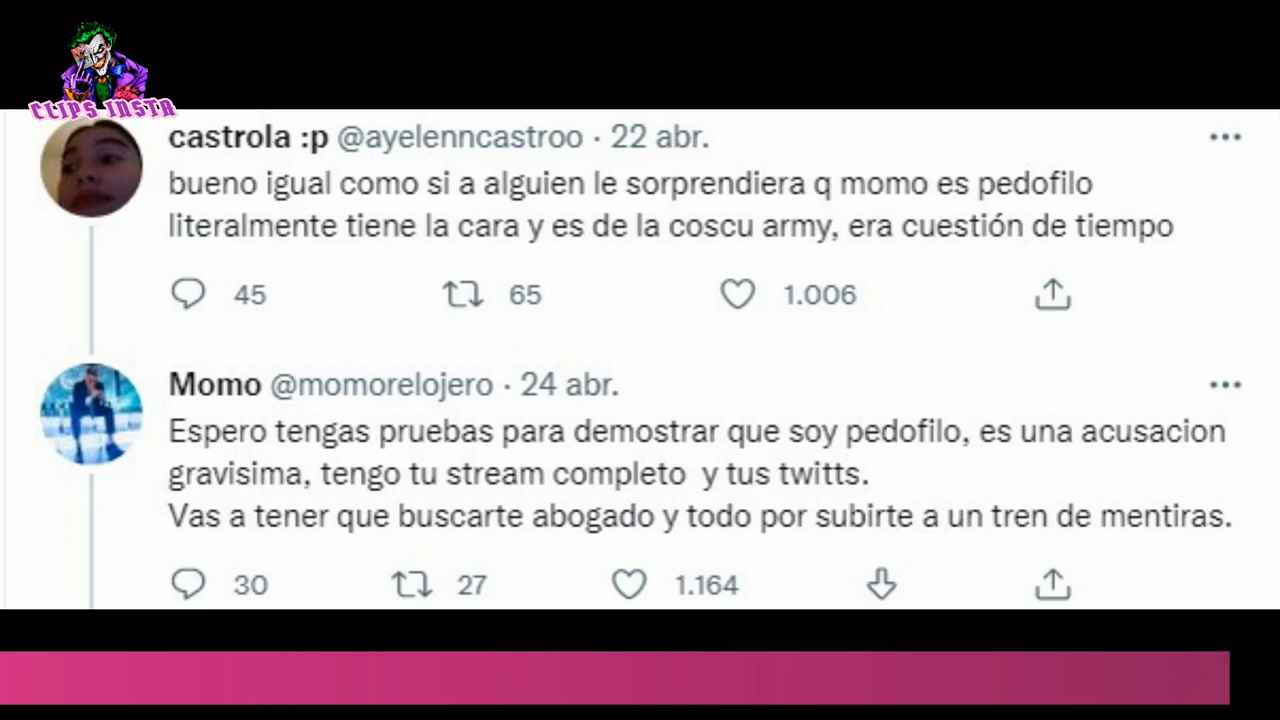 CLIPS INSTA
castrola :p @ayelenncastroo · 22 abr.
bueno igual como si a alguien le sorprendiera q momo es pedofilo
literalmente tiene la cara y es de la coscu army, era cuestión de tiempo
45 65 1.006
Momo @momorelojero · 24 abr.
Espero tengas pruebas para demostrar que soy pedofilo, es una acusacion
gravisima, tengo tu stream completo  y tus twitts.
Vas a tener que buscarte abogado y todo por subirte a un tren de mentiras.
30 27 1.164